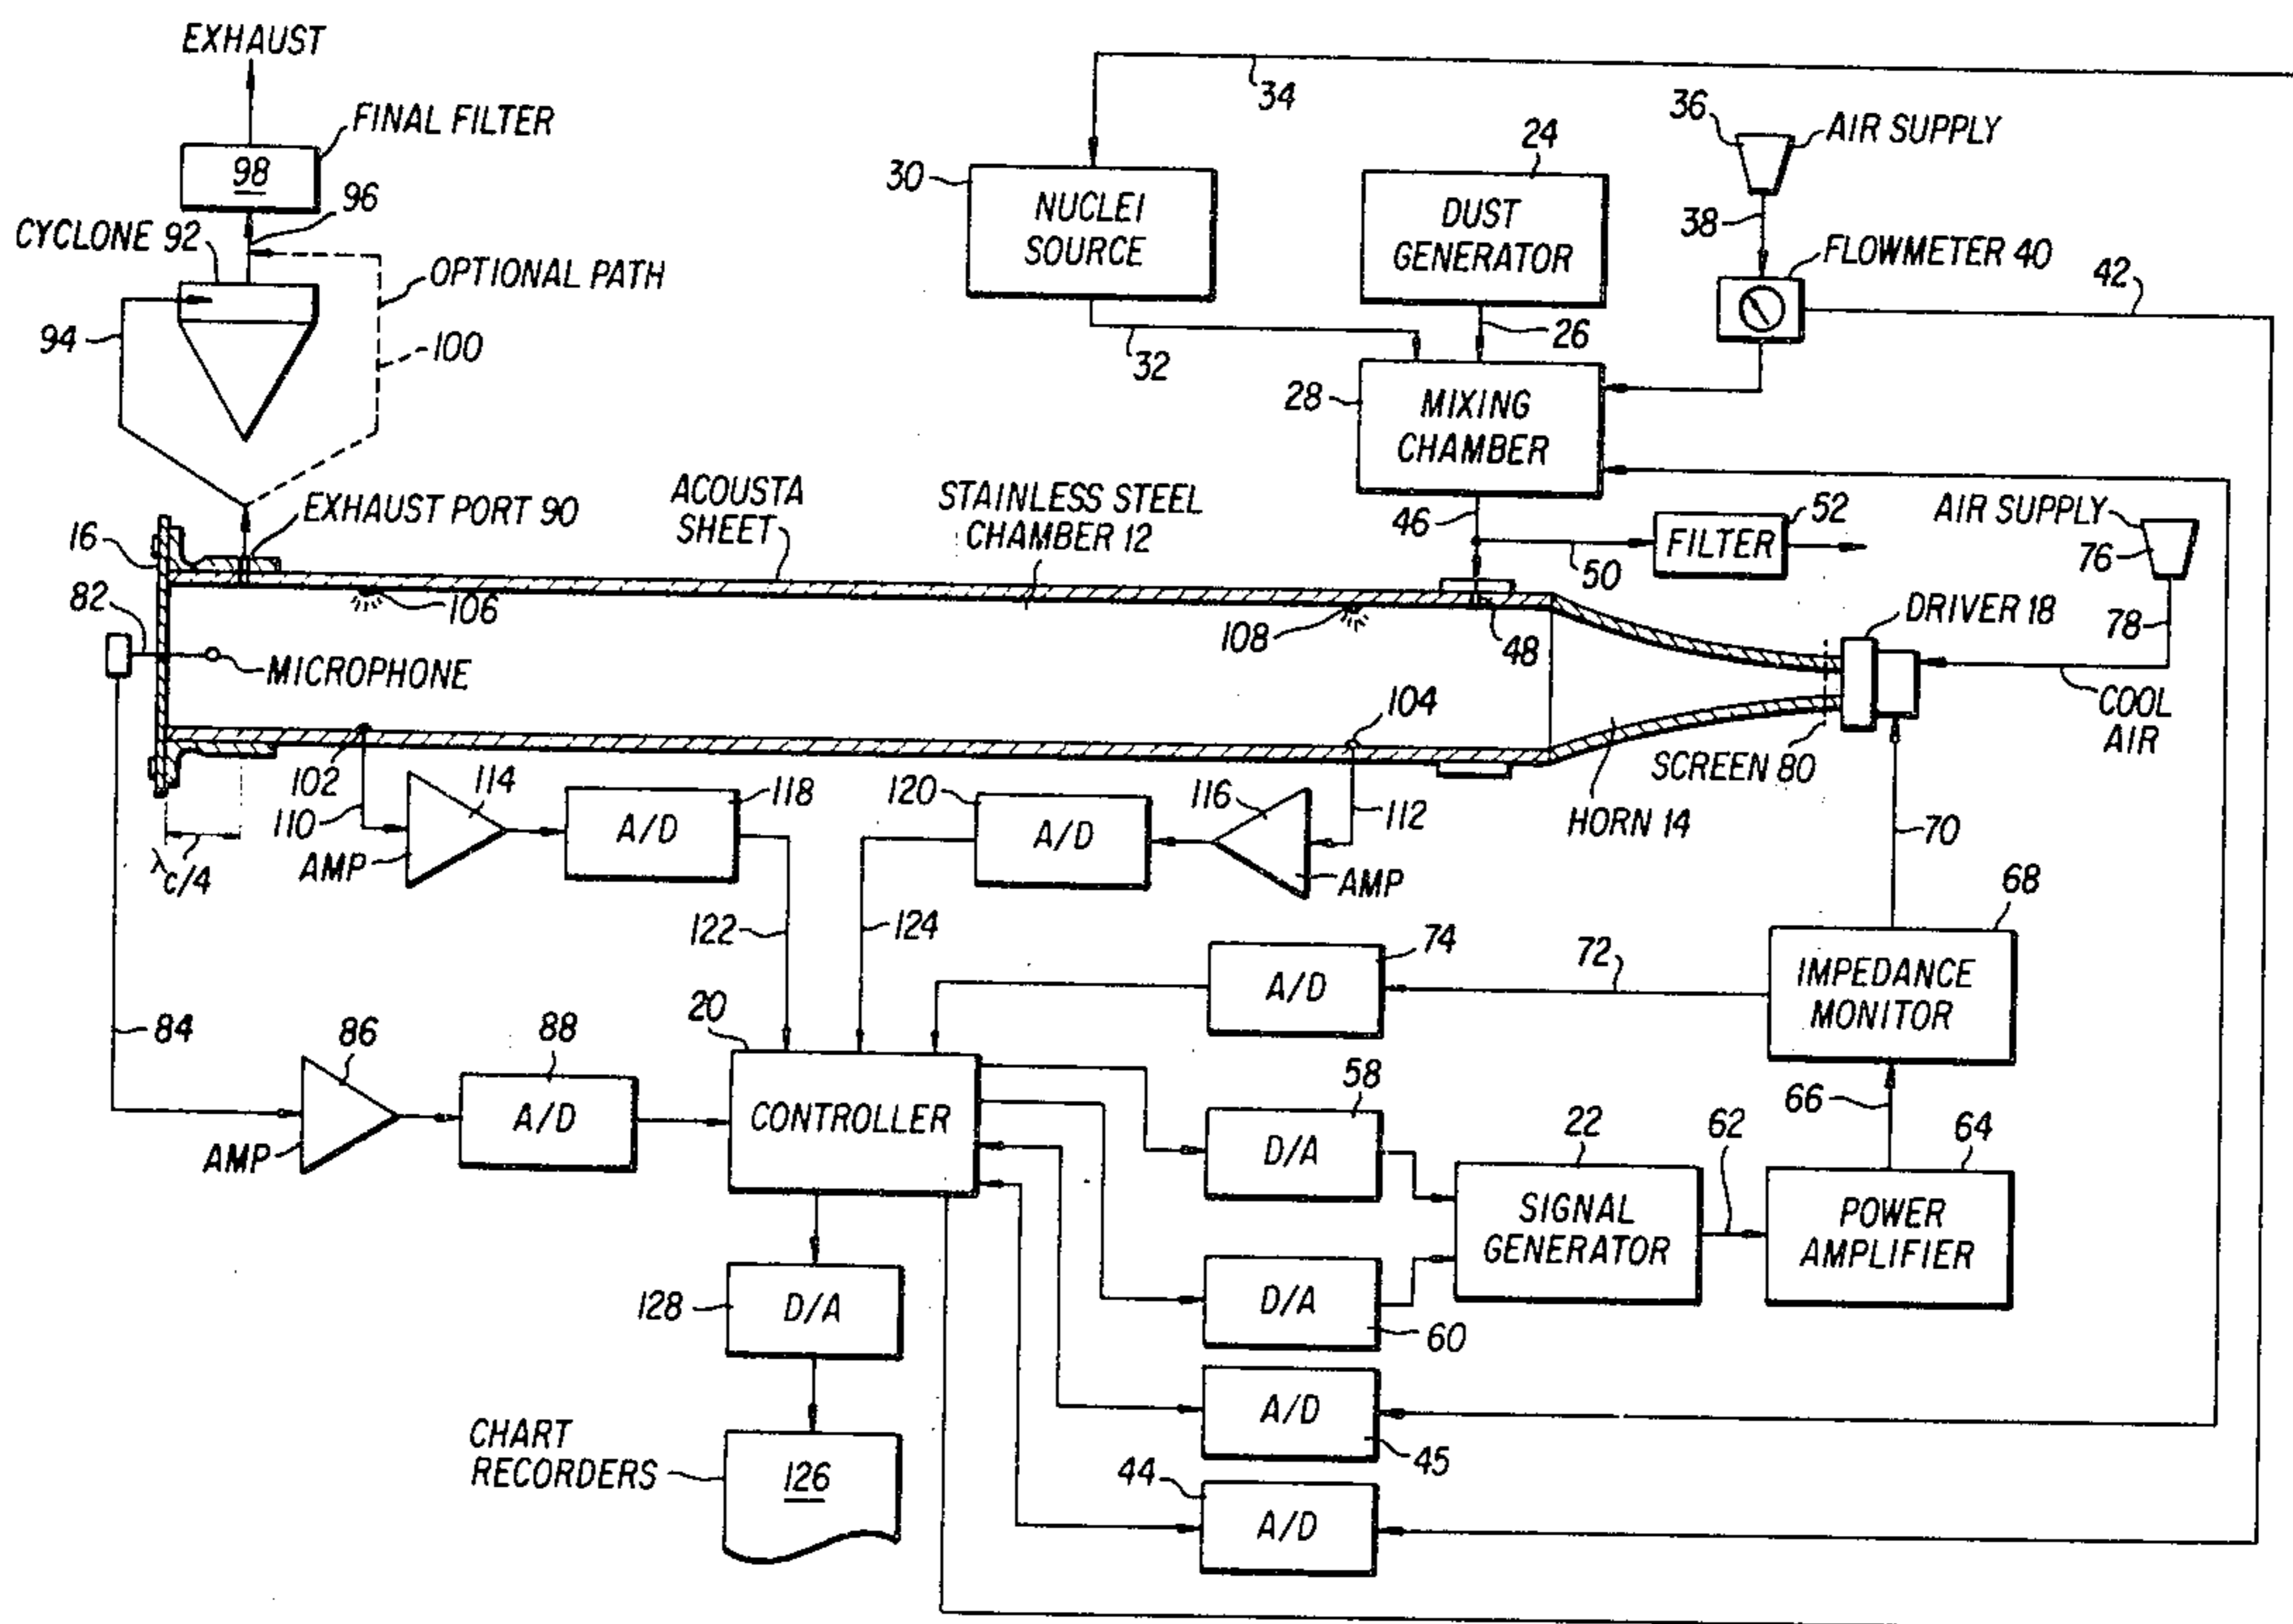 EXHAUST
FINAL FILTER
98
96
CYCLONE 92
OPTIONAL PATH
94
100
34
30
NUCLEI
SOURCE
32
24
DUST
GENERATOR
26
36
AIR SUPPLY
38
FLOWMETER 40
42
28
MIXING
CHAMBER
46
50
52
FILTER
AIR SUPPLY
76
78
DRIVER 18
COOL
AIR
16
EXHAUST PORT 90
ACOUSTA
SHEET
STAINLESS STEEL
CHAMBER 12
106
108
48
82
MICROPHONE
104
102
110
112
SCREEN 80
HORN 14
λc/4
AMP
114
A/D
118
120
A/D
116
AMP
70
68
IMPEDANCE
MONITOR
122
124
74
A/D
72
84
86
AMP
88
A/D
20
CONTROLLER
58
D/A
22
SIGNAL
GENERATOR
62
66
64
POWER
AMPLIFIER
D/A
60
128
D/A
A/D
45
CHART
RECORDERS
126
44
A/D